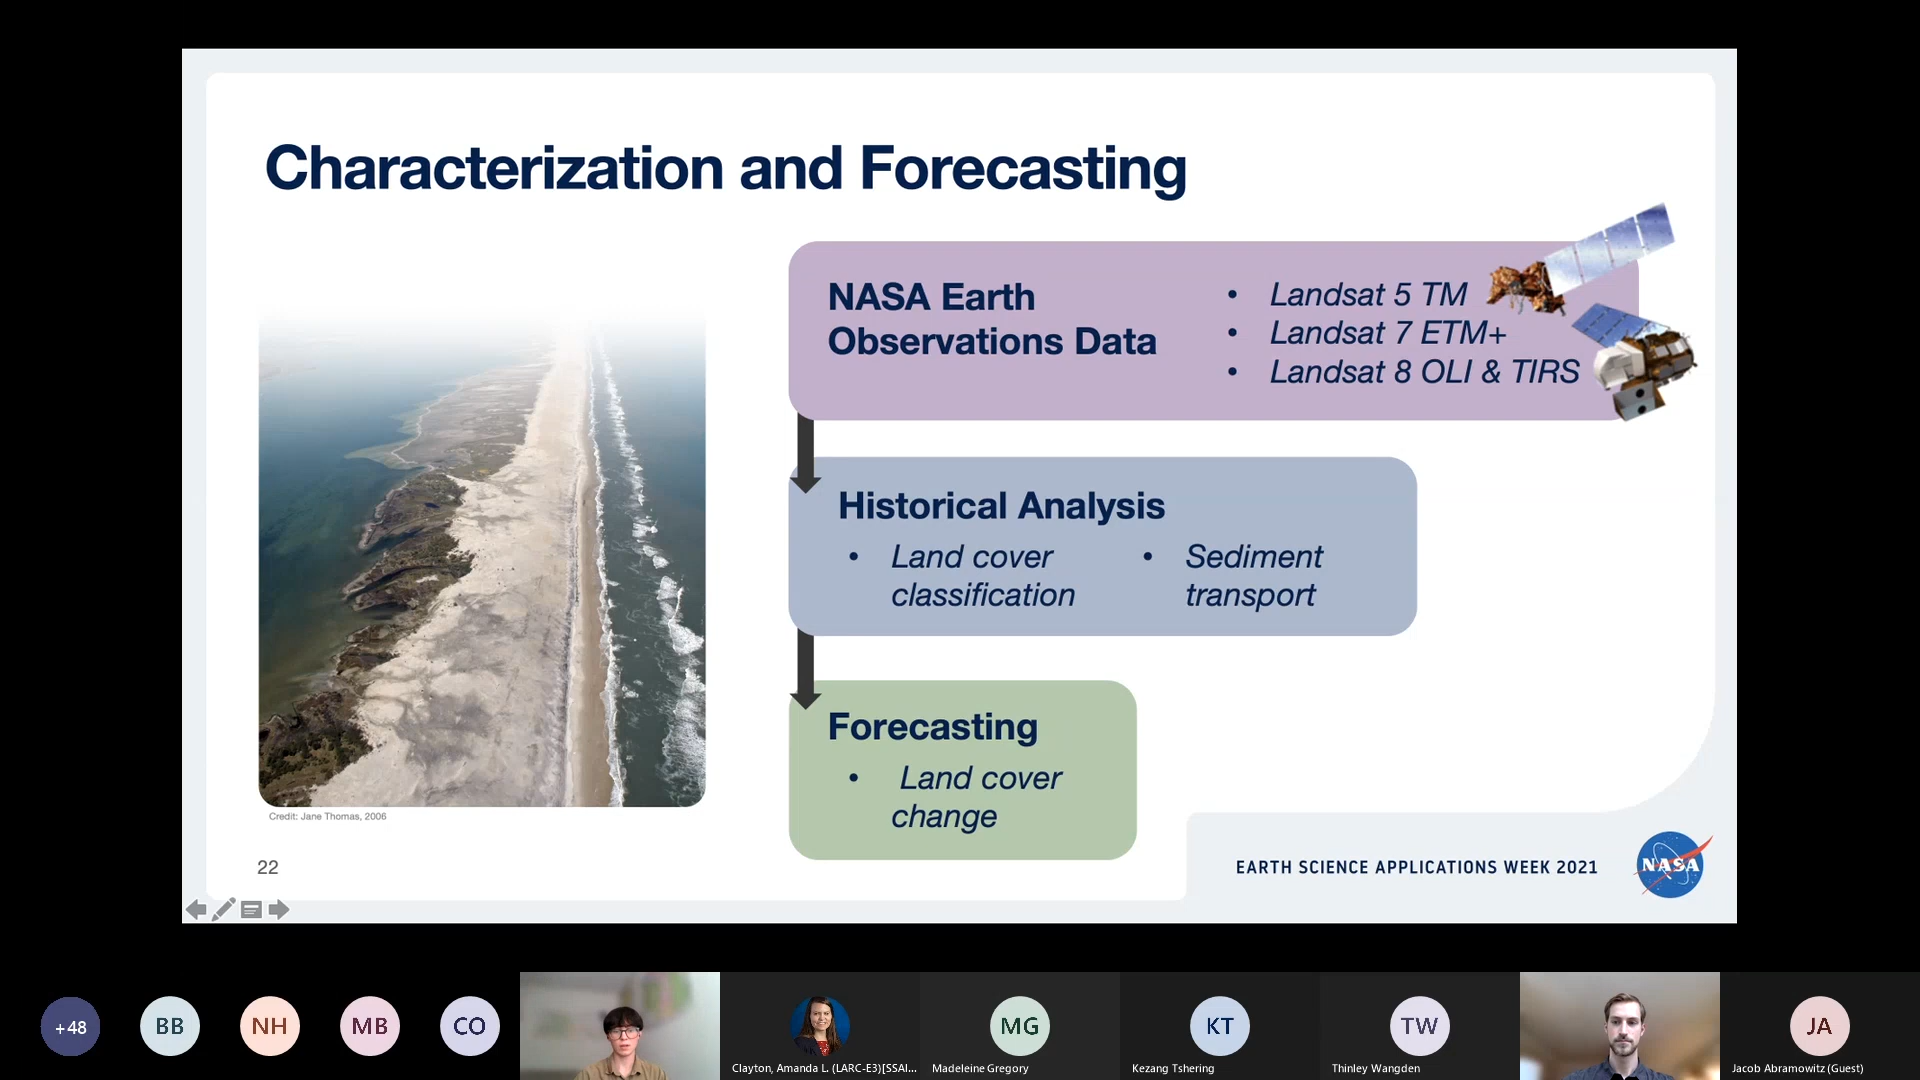 Characterization and Forecasting
NASA Earth
Observations Data
• Landsat 5 TM
• Landsat 7 ETM+
• Landsat 8 OLI & TIRS
Historical Analysis
• Land cover
classification
• Sediment
transport
Forecasting
• Land cover
change
Credit: Jane Thomas, 2006
22
EARTH SCIENCE APPLICATIONS WEEK 2021
NASA
+48
BB
NH
MB
CO
Clayton, Amanda L. (LARC-E3)[SSAI...
MG
Madeleine Gregory
KT
Kezang Tshering
TW
Thinley Wangden
JA
Jacob Abramowitz (Guest)